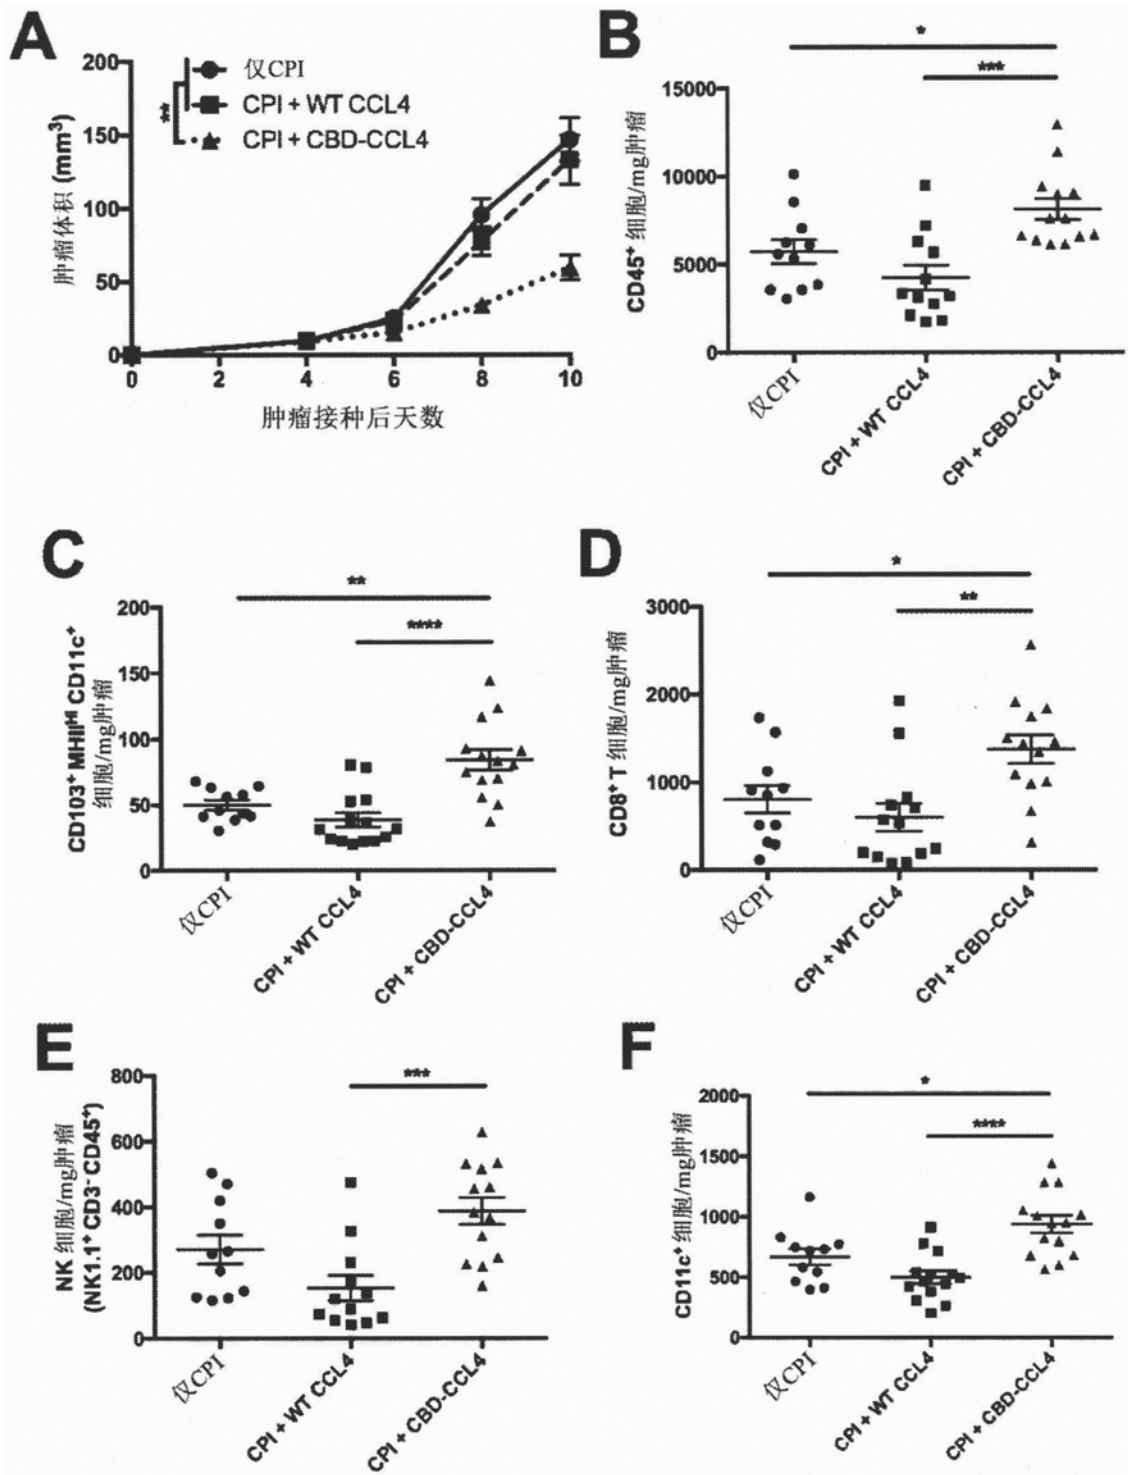 A
200
150
100
50
0
肿瘤体积 (mm³)
仅CPI
CPI + WT CCL4
CPI + CBD-CCL4
**
0 2 4 6 8 10
肿瘤接种后天数
B
*
***
15000
10000
5000
0
CD45⁺ 细胞/mg肿瘤
仅CPI
CPI + WT CCL4
CPI + CBD-CCL4
C
**
****
200
150
100
50
0
CD103⁺ MHIIᴴⁱ CD11c⁺
细胞/mg肿瘤
仅CPI
CPI + WT CCL4
CPI + CBD-CCL4
D
*
**
3000
2000
1000
0
CD8⁺ T 细胞/mg肿瘤
仅CPI
CPI + WT CCL4
CPI + CBD-CCL4
E
***
800
600
400
200
0
NK 细胞/mg肿瘤
(NK1.1⁺ CD3⁻ CD45⁺)
仅CPI
CPI + WT CCL4
CPI + CBD-CCL4
F
*
****
2000
1500
1000
500
0
CD11c⁺ 细胞/mg肿瘤
仅CPI
CPI + WT CCL4
CPI + CBD-CCL4